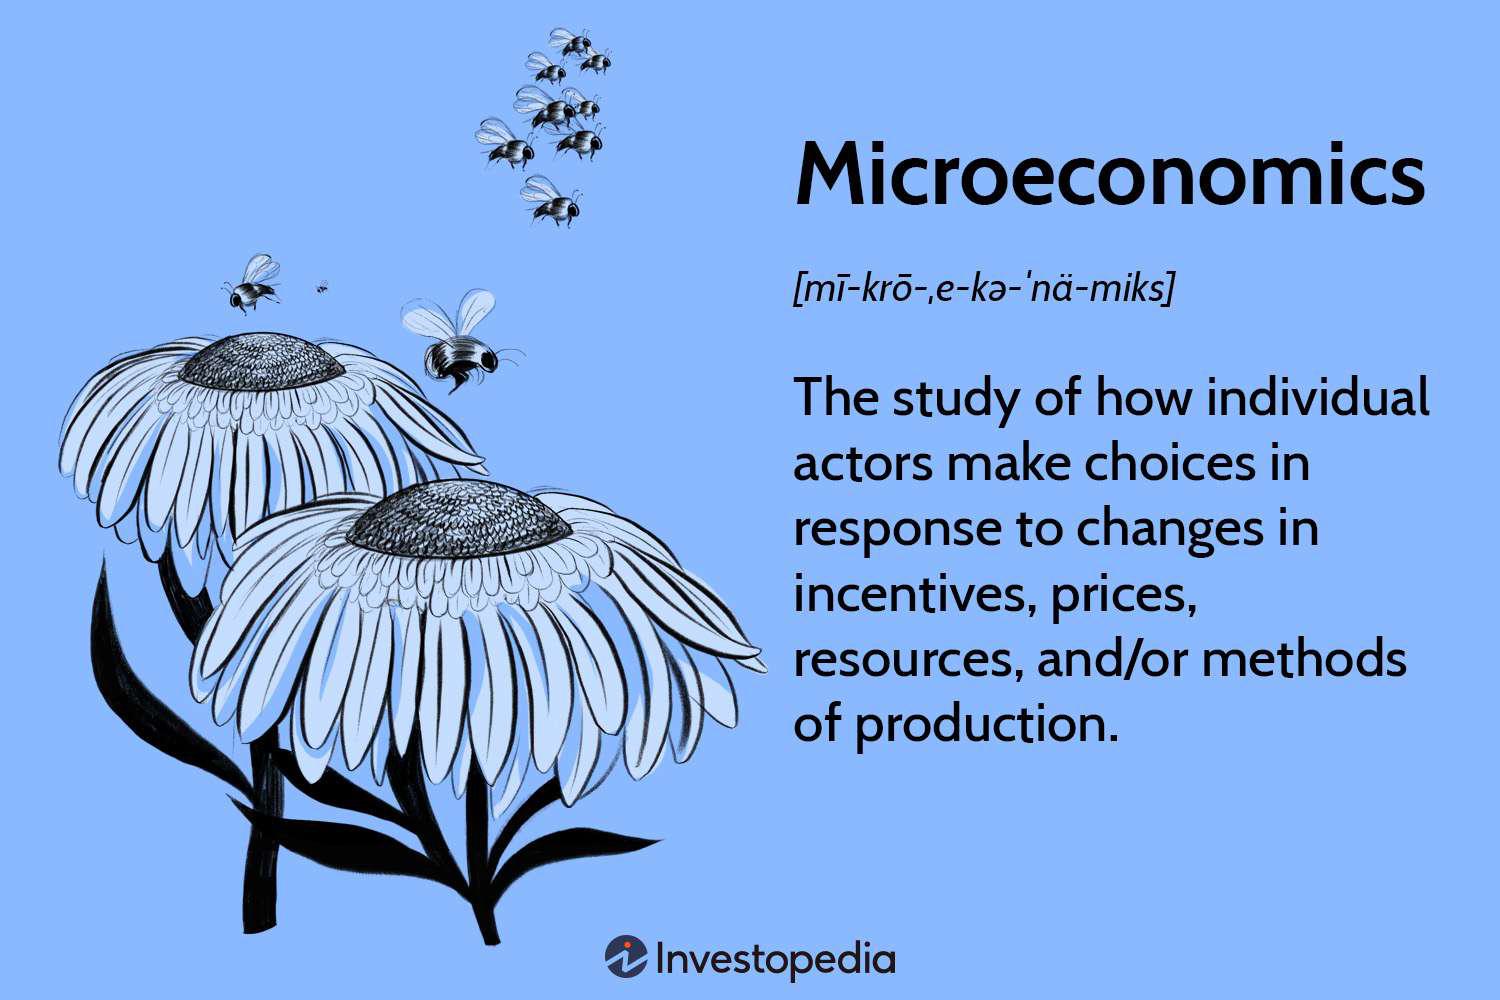 Microeconomics
[mī-krō-ˌe-kə-ˈnä-miks]
The study of how individual
actors make choices in
response to changes in
incentives, prices,
resources, and/or methods
of production.
Investopedia